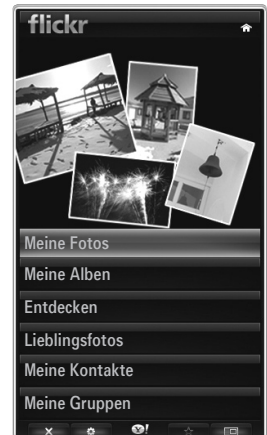 flickr
Meine Fotos
Meine Alben
Entdecken
Lieblingsfotos
Meine Kontakte
Meine Gruppen
Y!